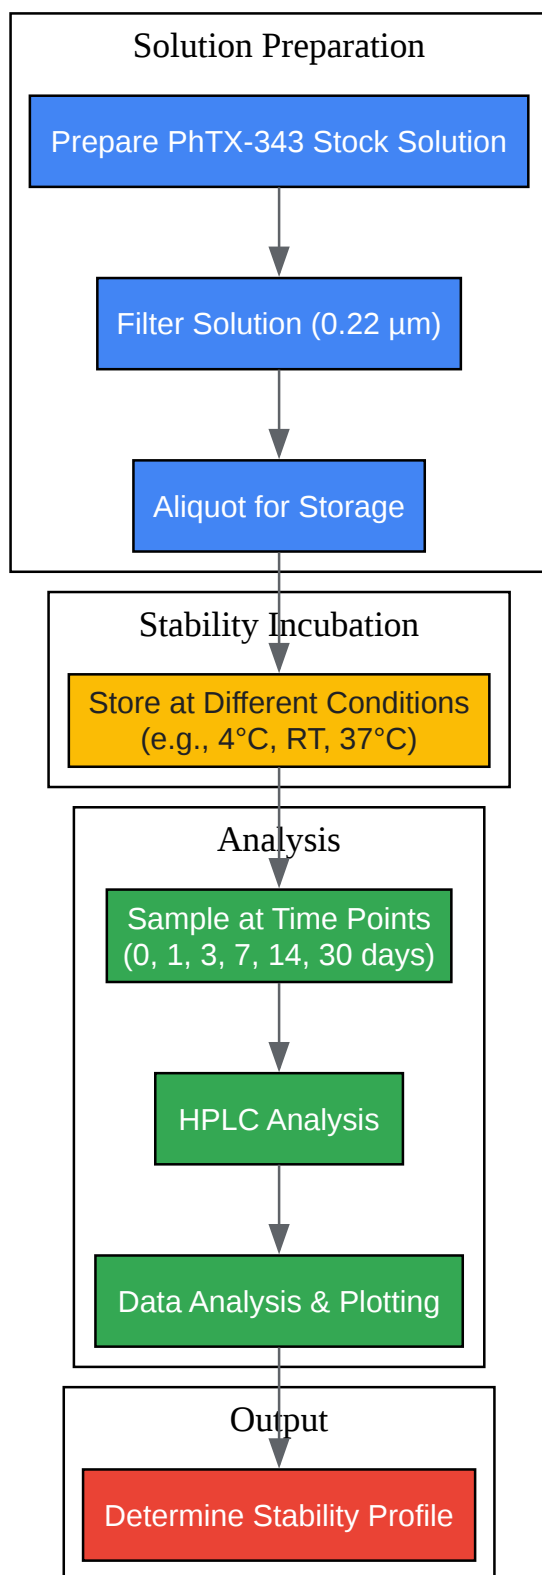 Solution Preparation
Prepare PhTX-343 Stock Solution
Filter Solution (0.22 µm)
Aliquot for Storage
Stability Incubation
Store at Different Conditions
(e.g., 4°C, RT, 37°C)
Analysis
Sample at Time Points
(0, 1, 3, 7, 14, 30 days)
HPLC Analysis
Data Analysis & Plotting
Output
Determine Stability Profile